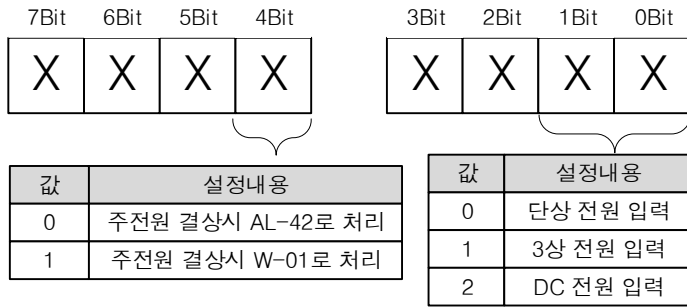 7Bit 6Bit 5Bit 4Bit 3Bit 2Bit 1Bit 0Bit
X X X X X X X X
값 설정내용
0 주전원 결상시 AL-42로 처리
1 주전원 결상시 W-01로 처리
값 설정내용
0 단상 전원 입력
1 3상 전원 입력
2 DC 전원 입력